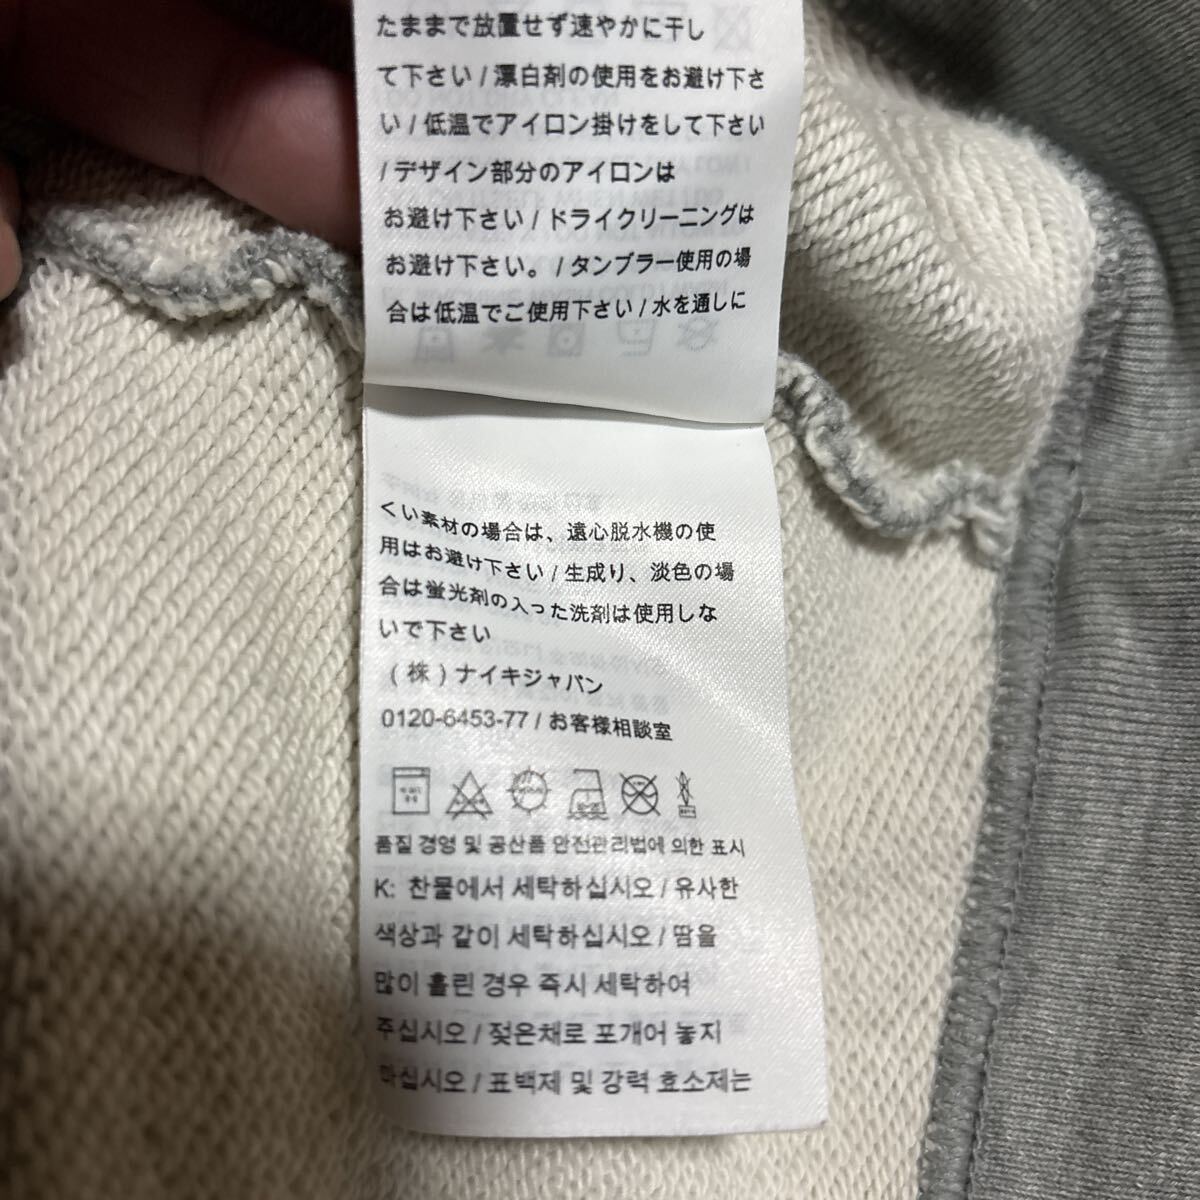 たままで放置せず速やかに干し
て下さい / 漂白剤の使用をお避け下さ
い / 低温でアイロン掛けをして下さい
/ デザイン部分のアイロンは
お避け下さい / ドライクリーニングは
お避け下さい。 / タンブラー使用の場
合は低温でご使用下さい / 水を通しに
くい素材の場合は、遠心脱水機の使
用はお避け下さい / 生成り、淡色の場
合は蛍光剤の入った洗剤は使用しな
いで下さい
(株)ナイキジャパン
0120-6453-77 / お客様相談室
품질 경영 및 공산품 안전관리법에 의한 표시
K: 찬물에서 세탁하십시오 / 유사한
색상과 같이 세탁하십시오 / 땀을
많이 흘린 경우 즉시 세탁하여
주십시오 / 젖은채로 포개어 놓지
마십시오 / 표백제 및 강력 효소제는